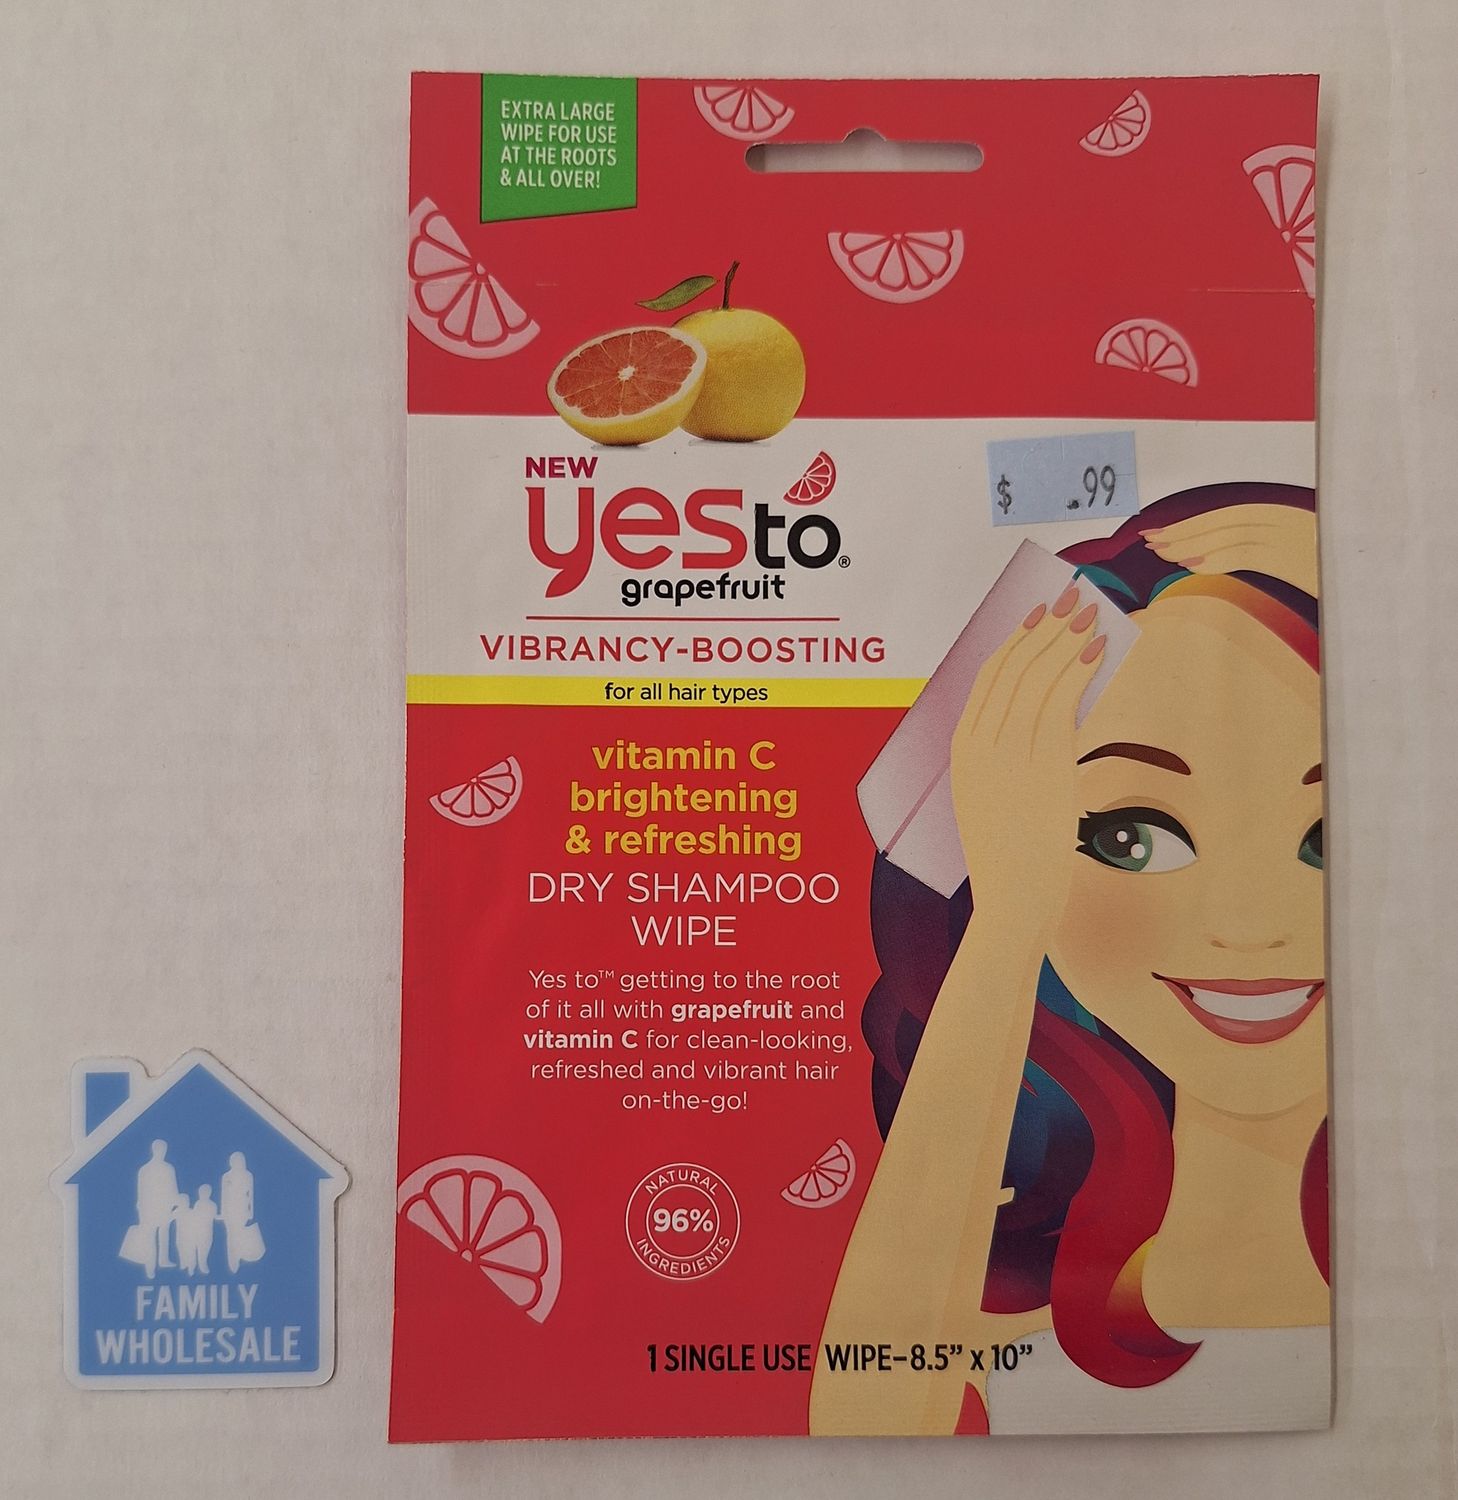 EXTRA LARGE
WIPE FOR USE
AT THE ROOTS
& ALL OVER!
NEW
yes to®
grapefruit
$ .99
VIBRANCY-BOOSTING
for all hair types
vitamin C
brightening
& refreshing
DRY SHAMPOO
WIPE
Yes to™ getting to the root
of it all with grapefruit and
vitamin C for clean-looking,
refreshed and vibrant hair
on-the-go!
NATURAL
96%
INGREDIENTS
1 SINGLE USE WIPE–8.5” x 10”
FAMILY
WHOLESALE